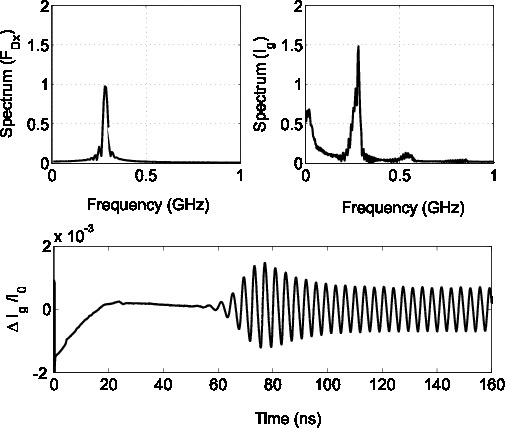 2
1.5
1
0.5
0
0 0.5 1
Spectrum (F_Dx)
Frequency (GHz)
2
1.5
1
0.5
0
0 0.5 1
Spectrum (I_g)
Frequency (GHz)
x 10^-3
2
0
-2
0 20 40 60 80 100 120 140 160
Δ I_g /I_0
Time (ns)